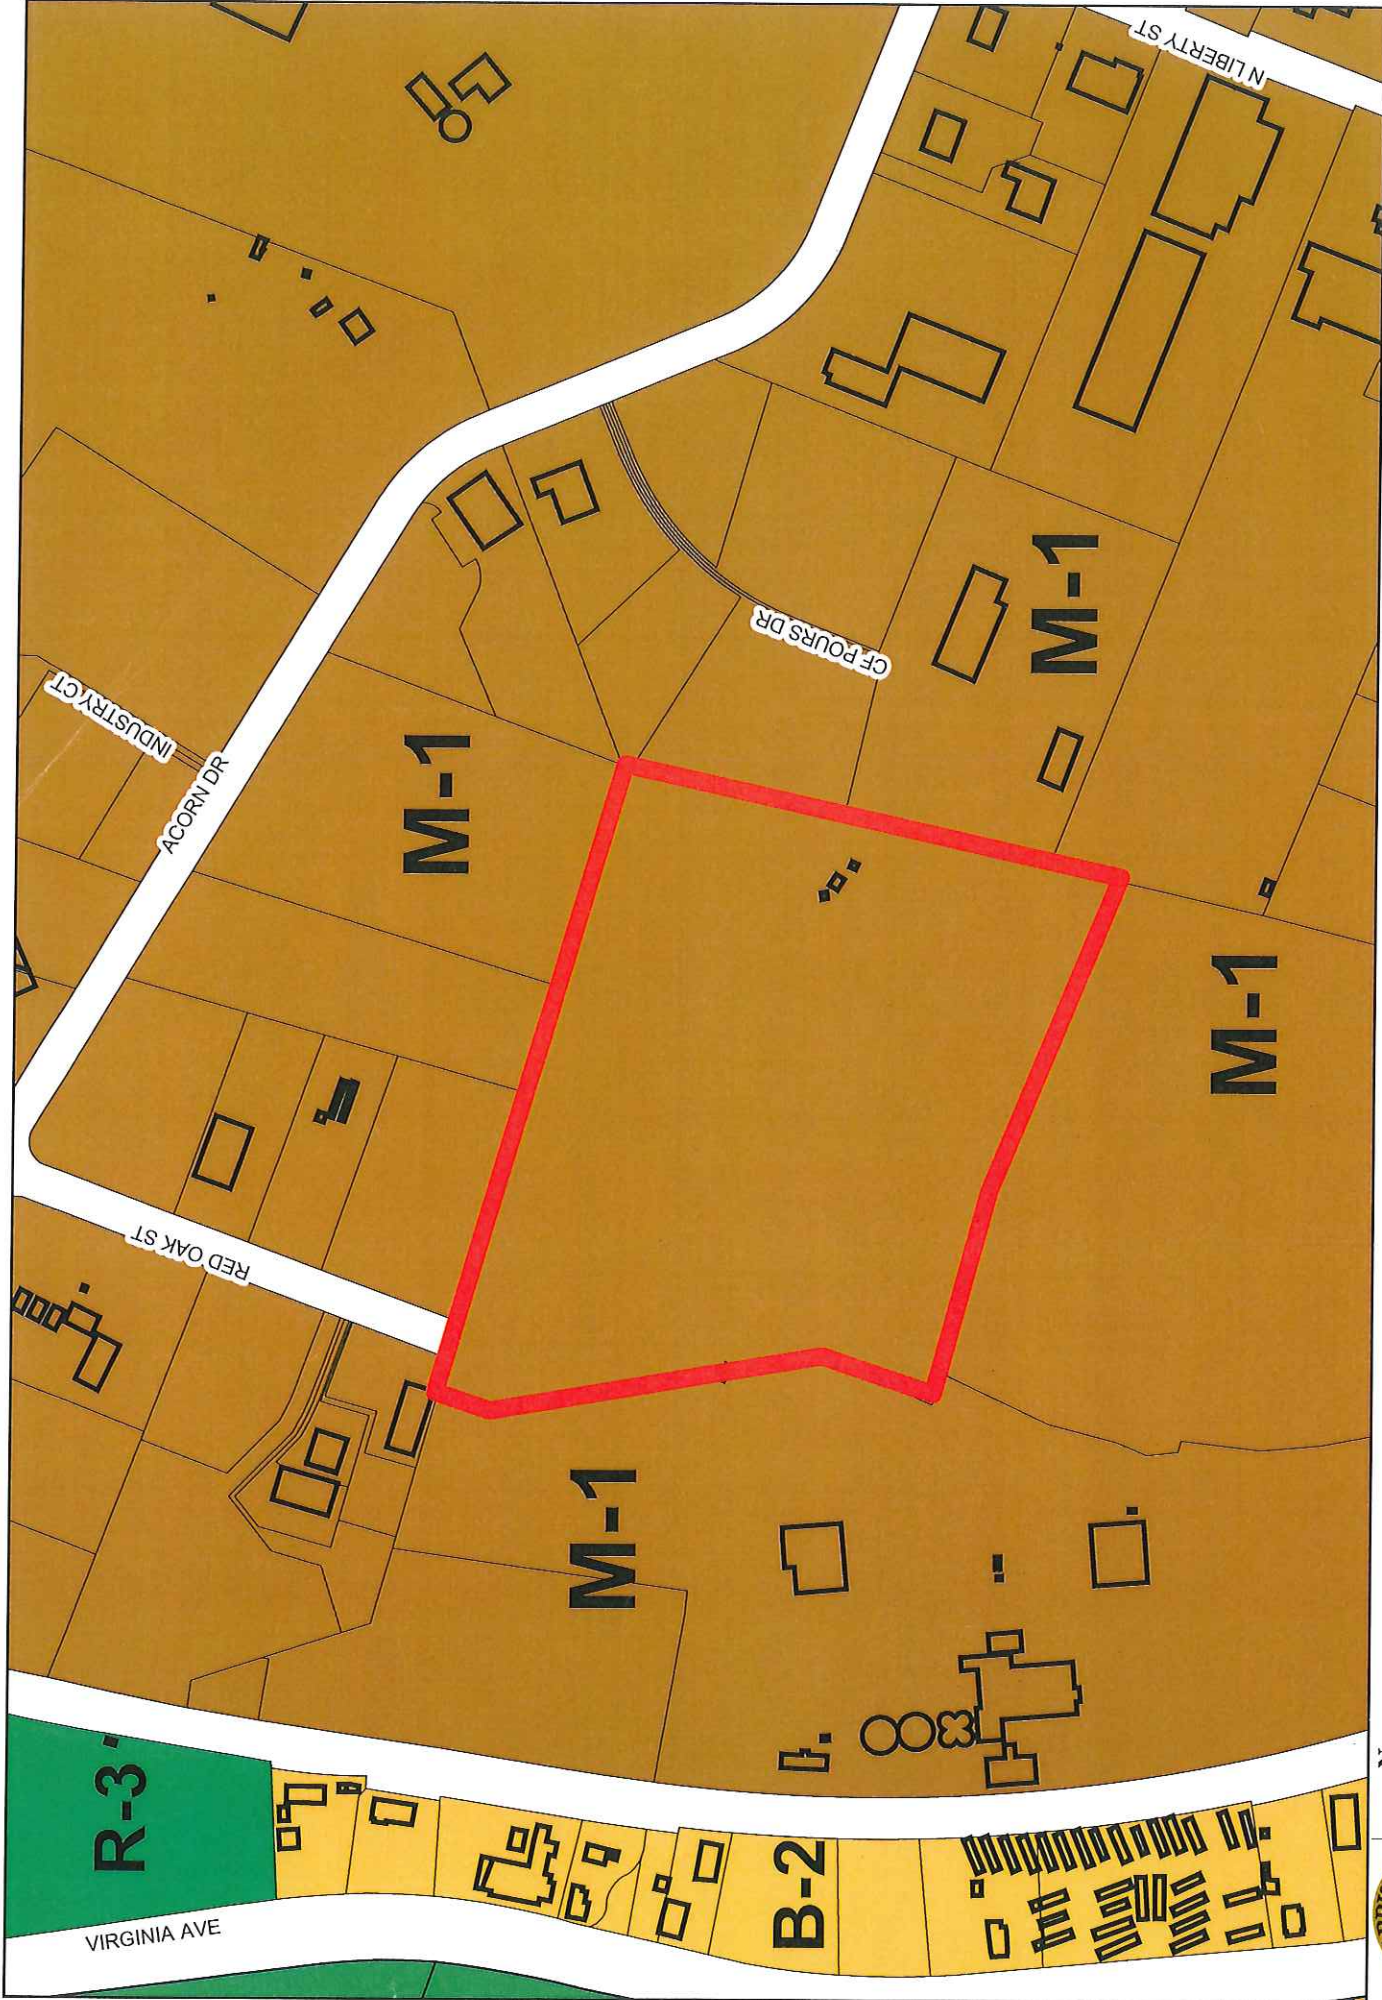 N LIBERTY ST
CF POURS DR
M-1
INDUSTRY CT
ACORN DR
M-1
M-1
RED OAK ST
M-1
R-3
B-2
VIRGINIA AVE